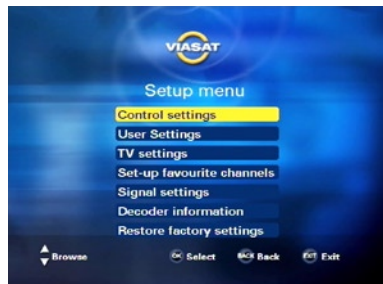 VIASAT
Setup menu
Control settings
User Settings
TV settings
Set-up favourite channels
Signal settings
Decoder information
Restore factory settings
Browse OK Select BACK Back EXIT Exit